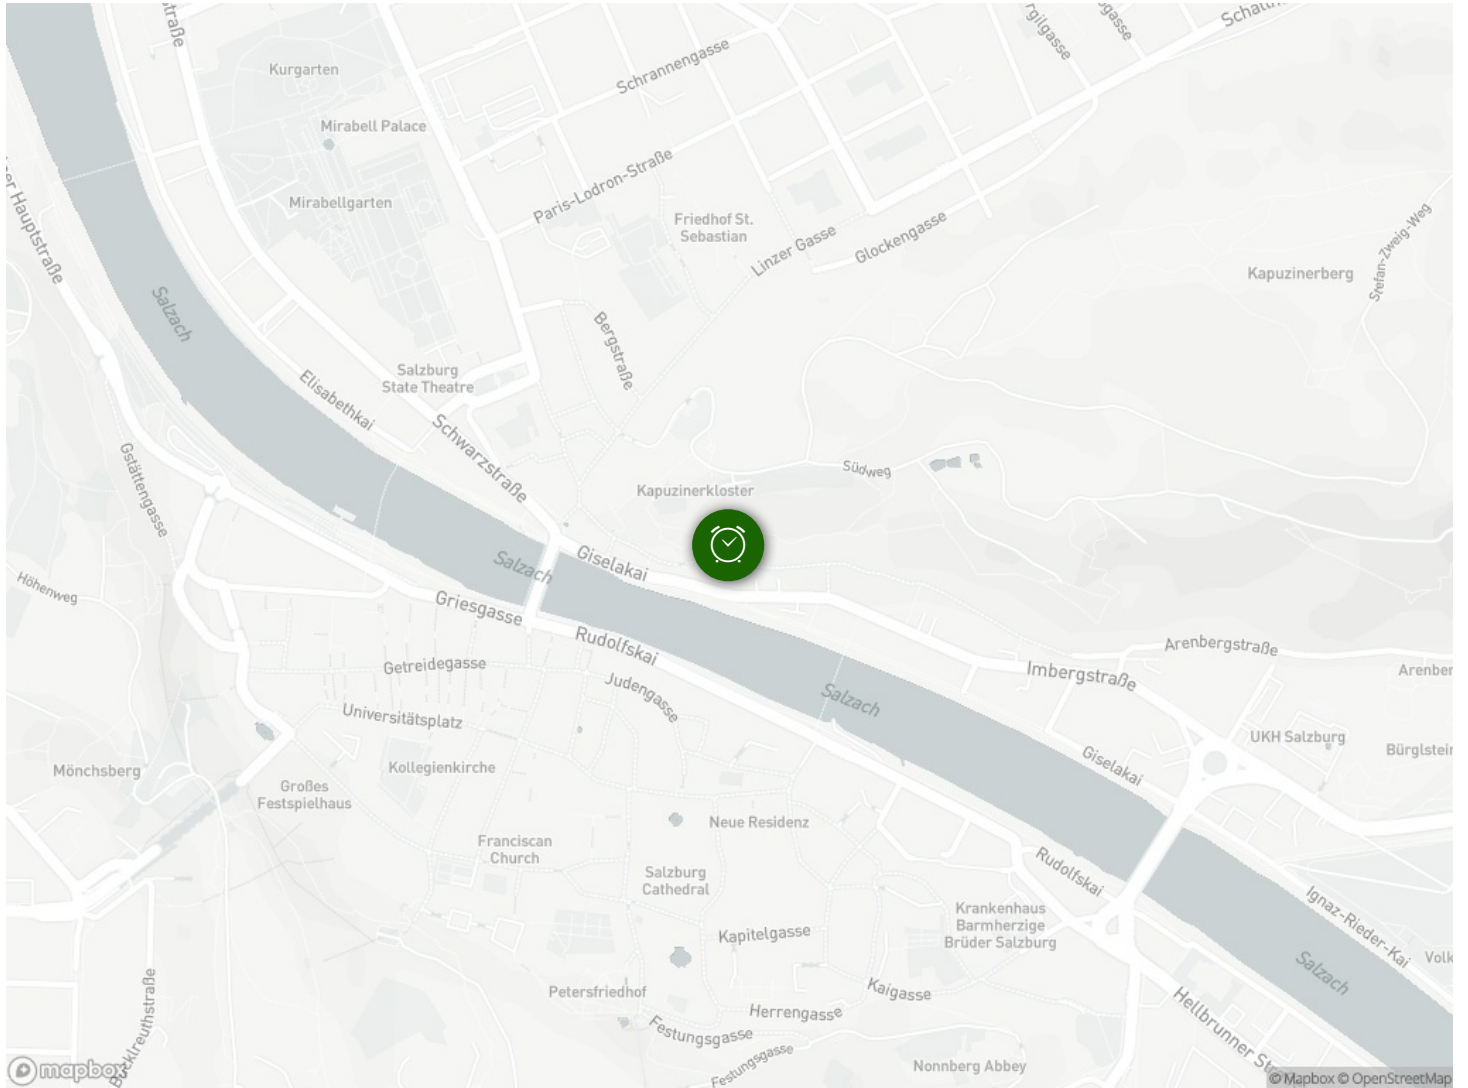 Schrannengasse
Kurgarten
Mirabell Palace
Paris-Lodron-Straße
Mirabellgarten
Friedhof St.
Sebastian
Linzer Gasse
Glockengasse
Stefan-Zweig-Weg
Kapuzinerberg
Salzach
Bergstraße
Salzburg
State Theatre
Elisabethkai
Schwarzstraße
Gstättengasse
Südweg
Kapuzinerkloster
Salzach
Giselakai
Höhenweg
Griesgasse
Rudolfskai
Getreidegasse
Arenbergstraße
Imbergstraße
Judengasse
Salzach
Universitätsplatz
UKH Salzburg
Giselakai
Mönchsberg
Kollegienkirche
Großes
Festspielhaus
Neue Residenz
Franciscan
Church
Salzburg
Cathedral
Rudolfskai
Ignaz-Rieder-Kai
Krankenhaus
Barmherzige
Brüder Salzburg
Kapitelgasse
Salzach
Petersfriedhof
Kaigasse
Herrengasse
Festungsgasse
Festungsgasse
Nonnberg Abbey
mapbox
© Mapbox © OpenStreetMap